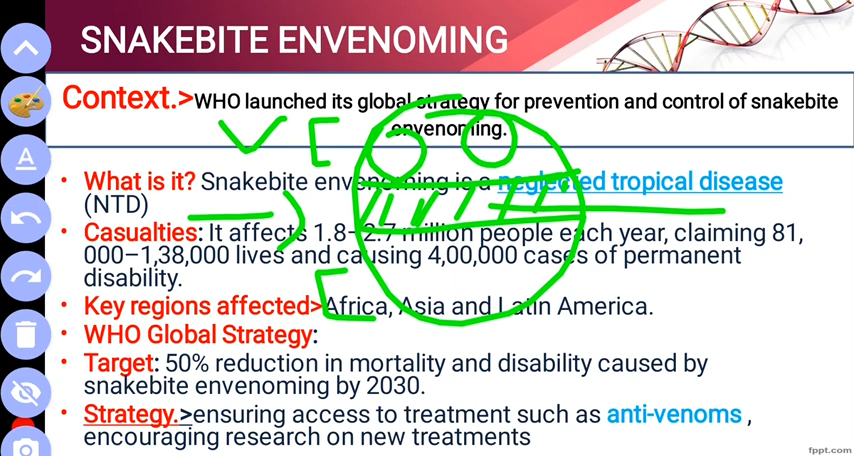 SNAKEBITE ENVENOMING
Context.>WHO launched its global strategy for prevention and control of snakebite
envenoming.
• What is it? Snakebite envenoming is a neglected tropical disease
(NTD)
• Casualties: It affects 1.8–2.7 million people each year, claiming 81,
000–1,38,000 lives and causing 4,00,000 cases of permanent
disability.
• Key regions affected>Africa, Asia and Latin America.
• WHO Global Strategy:
• Target: 50% reduction in mortality and disability caused by
snakebite envenoming by 2030.
• Strategy.>ensuring access to treatment such as anti-venoms ,
encouraging research on new treatments
A
fppt.com